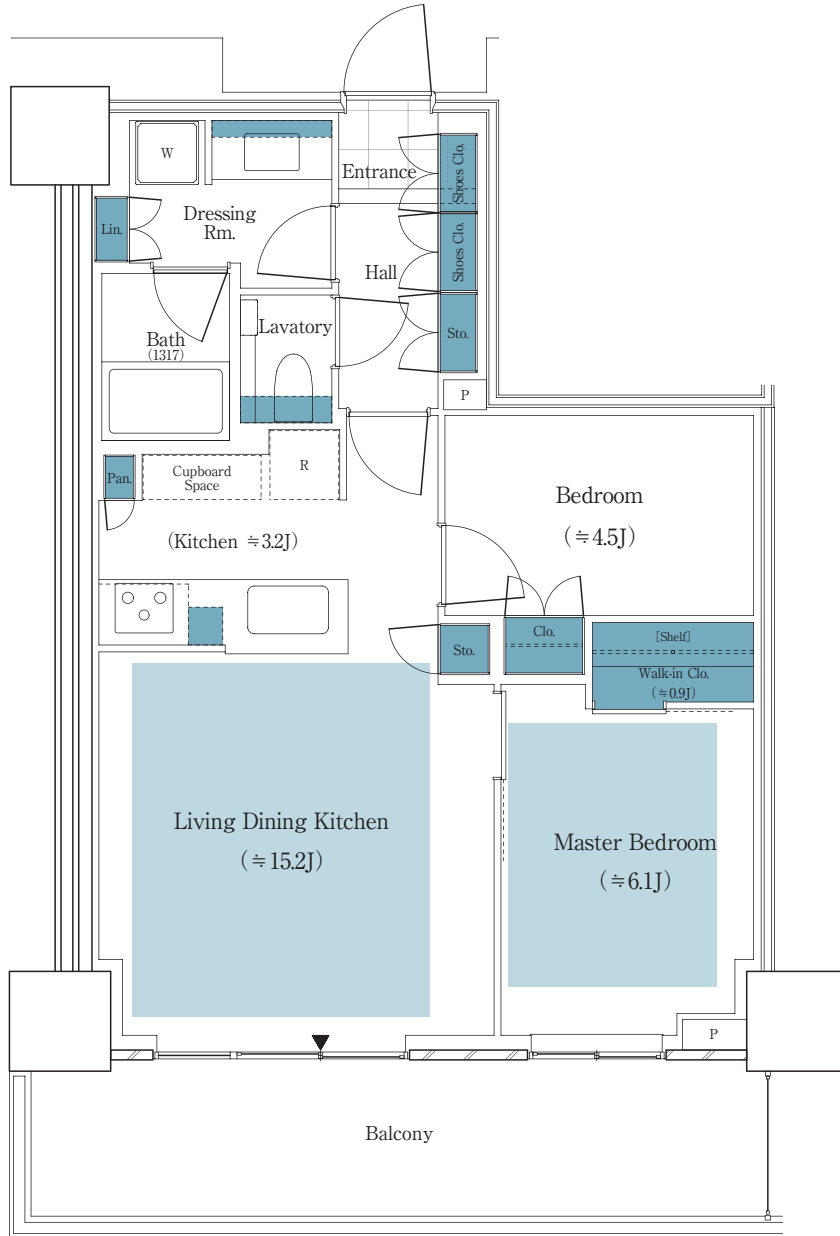 W
Entrance
Shoes Clo.
Dressing
Rm.
Lin.
Shoes Clo.
Hall
Lavatory
Sto.
Bath
(1317)
P
Pan.
Cupboard
Space
R
Bedroom
(≒4.5J)
(Kitchen ≒3.2J)
Sto.
Clo.
[Shelf]
Walk-in Clo.
(≒0.9J)
Living Dining Kitchen
(≒15.2J)
Master Bedroom
(≒6.1J)
P
Balcony